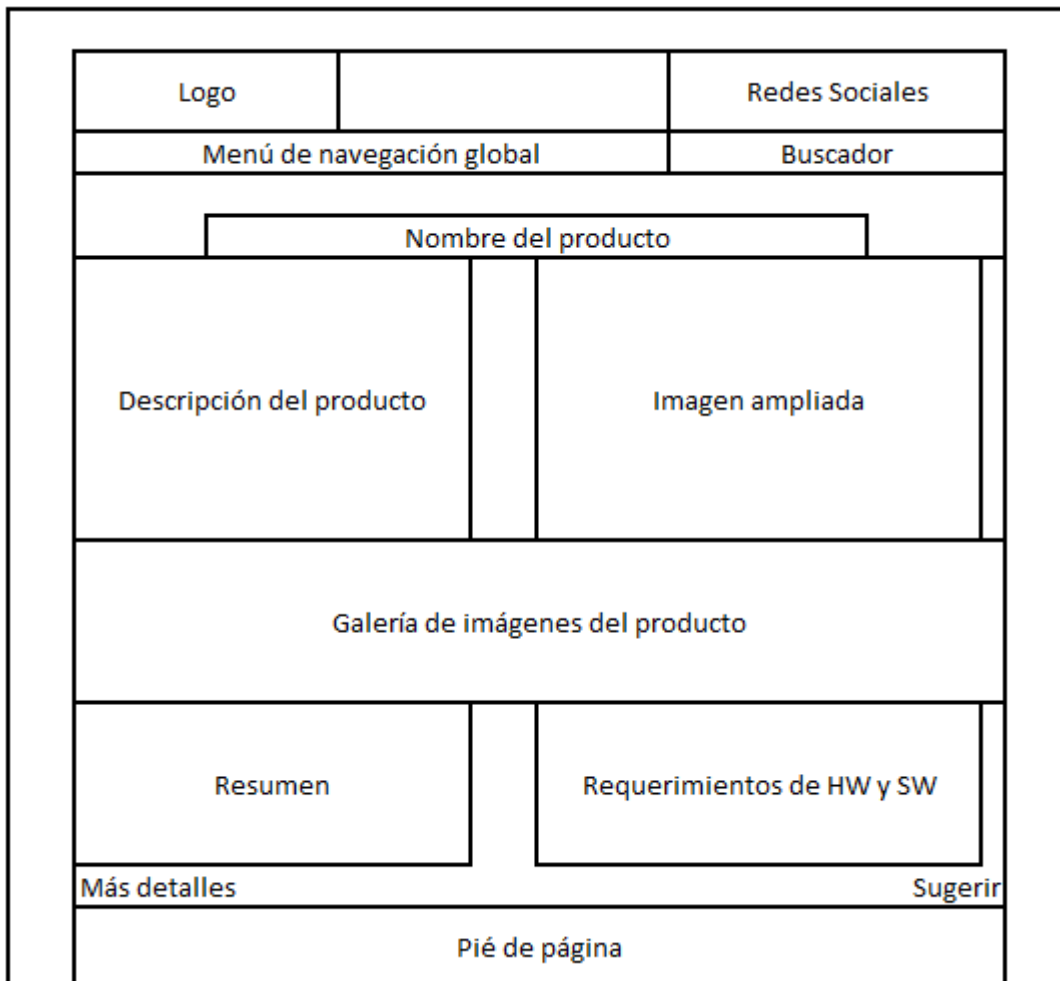 Logo
Redes Sociales
Menú de navegación global
Buscador
Nombre del producto
Descripción del producto
Imagen ampliada
Galería de imágenes del producto
Resumen
Requerimientos de HW y SW
Más detalles
Sugerir
Pié de página